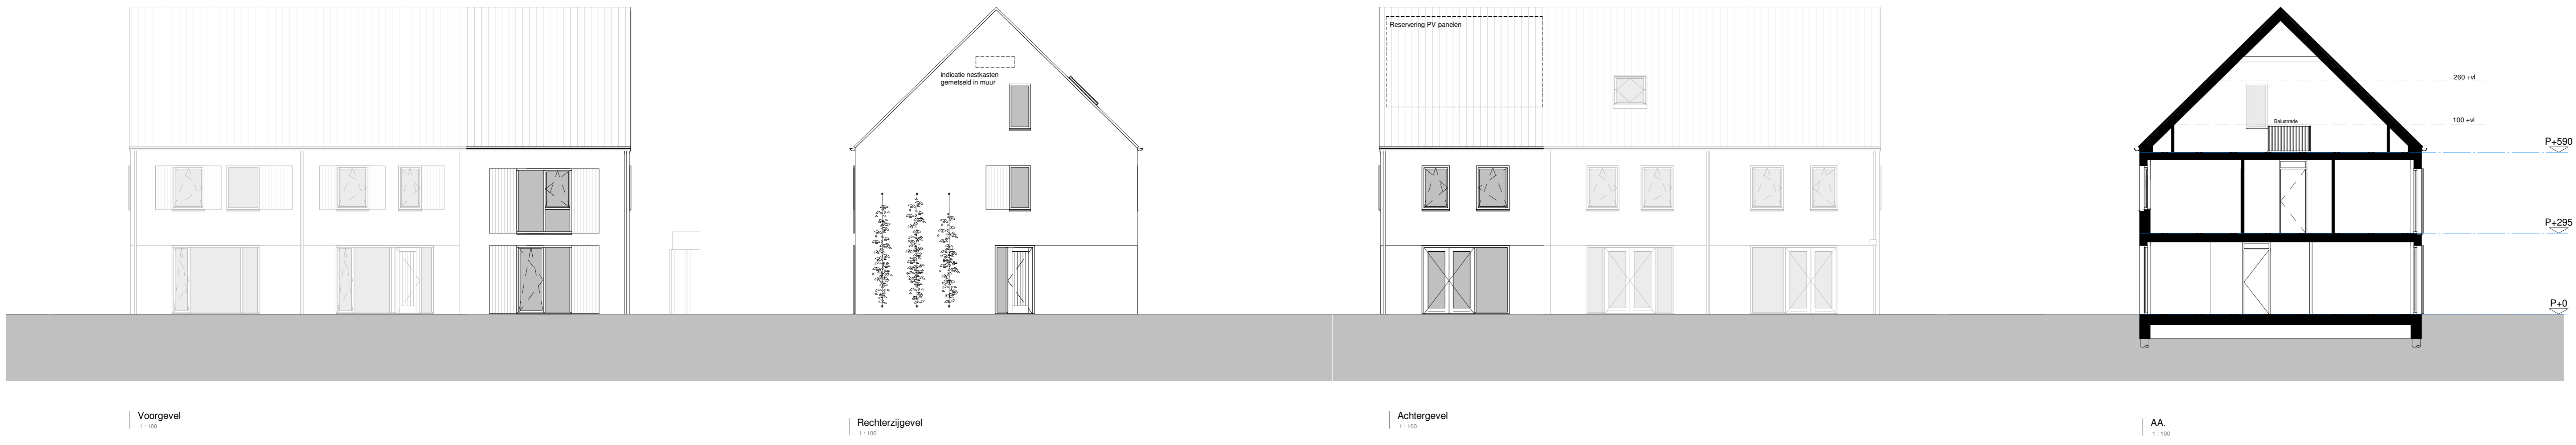 Reservering PV-panelen
indicatie nestkasten
gemetseld in muur
260 +vl
100 +vl
Balustrade
P+590
P+295
P+0
Voorgevel
1 : 100
Rechterzijgevel
1 : 100
Achtergevel
1 : 100
AA.
1 : 100